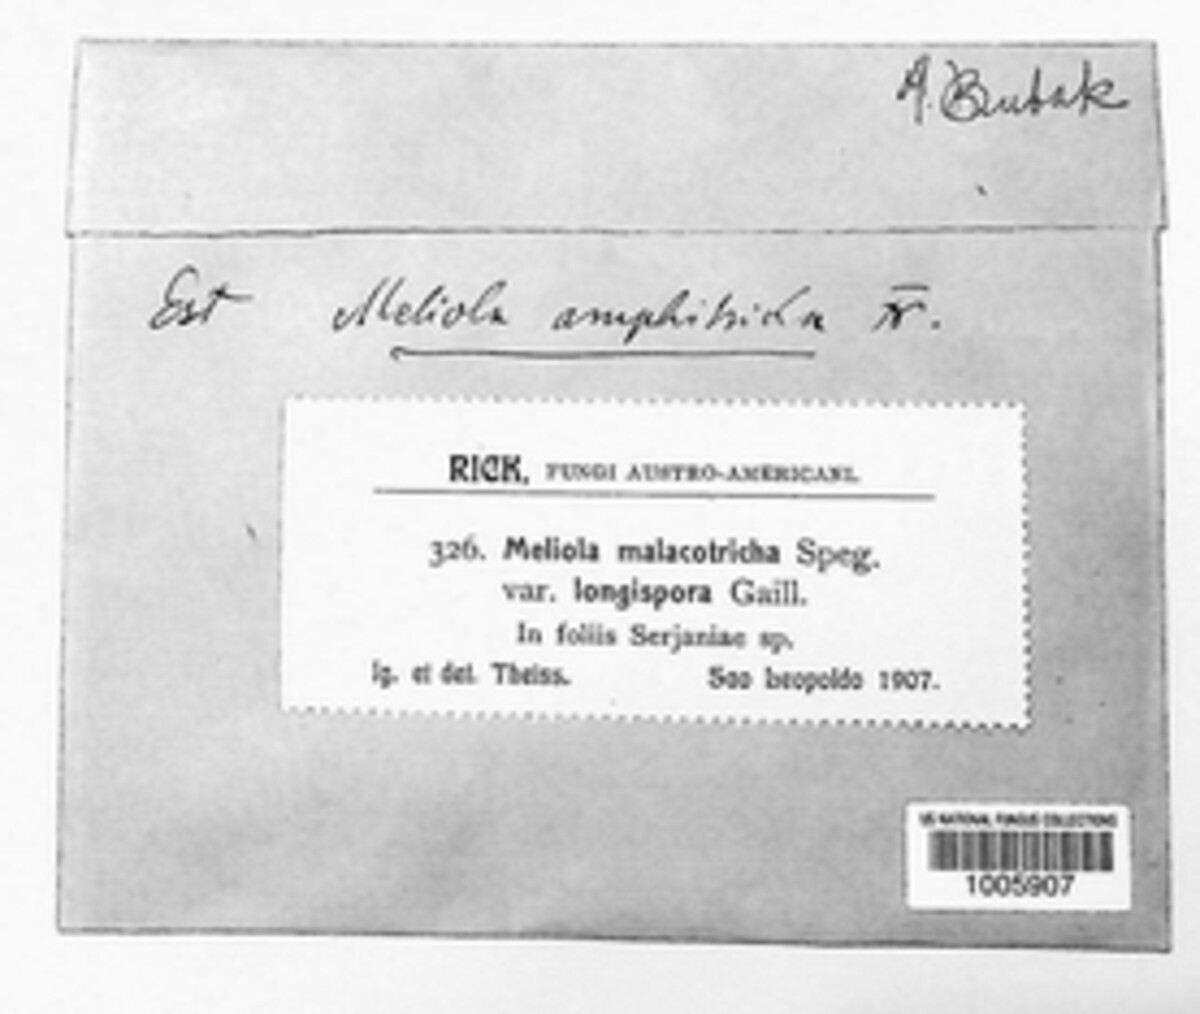 A. Bubak
Est Meliola amphitricha Fr.
RICK, FUNGI AUSTRO-AMERICANI.
326. Meliola malacotricha Speg.
var. longispora Gaill.
In foliis Serjaniae sp.
lg. et det. Theiss. Sao Leopoldo 1907.
US NATIONAL FUNGUS COLLECTIONS
1005907